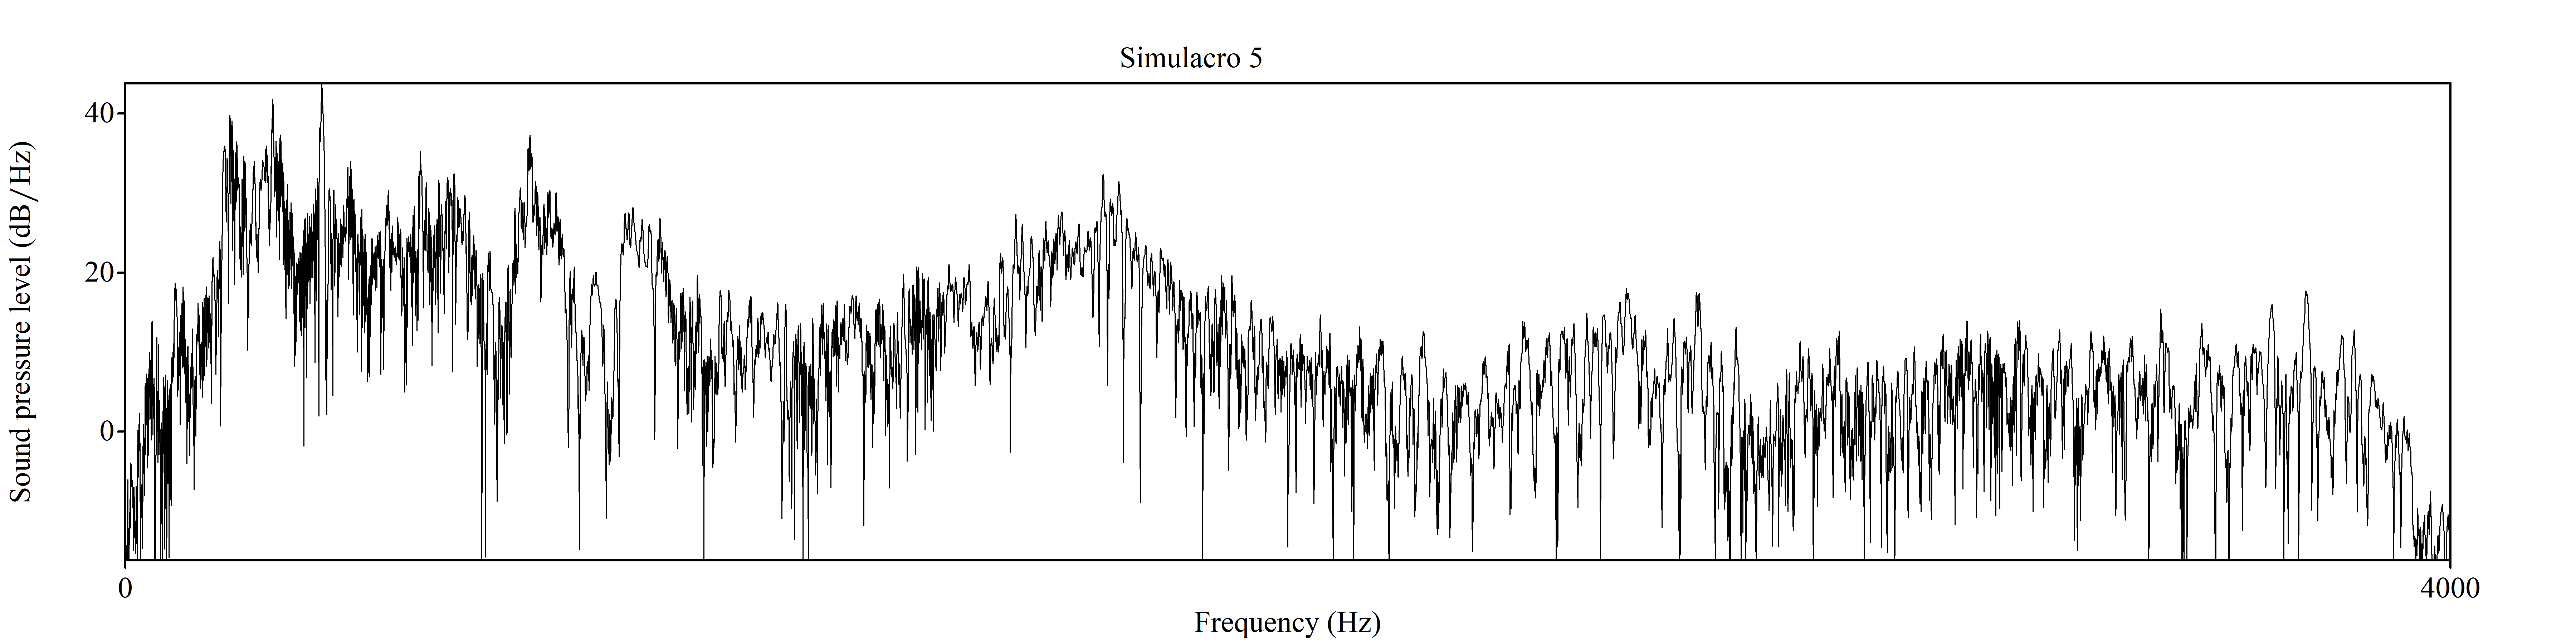 Simulacro 5
Sound pressure level (dB/Hz)
40
20
0
0
4000
Frequency (Hz)